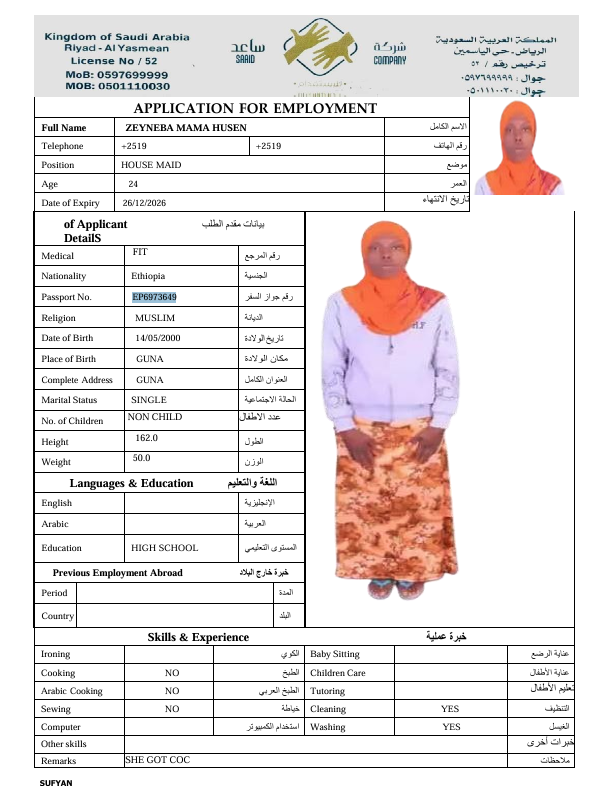 Kingdom of Saudi Arabia
Riyad - Al Yasmean
License No / 52
MoB: 0597699999
MOB: 0501110030
ساعد
SAAID
شركة
COMPANY
المملكة العربية السعودية
الرياض - حي الياسمين
ترخيص رقم / ٥٢
جوال : ٠٥٩٧٦٩٩٩٩٩
جوال : ٠٥٠١١١٠٠٣٠
APPLICATION FOR EMPLOYMENT
Full Name ZEYNEBA MAMA HUSEN الاسم الكامل
Telephone +2519 +2519 رقم الهاتف
Position HOUSE MAID موضع
Age 24 العمر
Date of Expiry 26/12/2026 تاريخ الانتهاء
of Applicant بيانات مقدم الطلب
DetailS
Medical FIT رقم المرجع
Nationality Ethiopia الجنسية
Passport No. EP6973649 رقم جواز السفر
Religion MUSLIM الديانة
Date of Birth 14/05/2000 تاريخ الولادة
Place of Birth GUNA مكان الولادة
Complete Address GUNA العنوان الكامل
Marital Status SINGLE الحالة الاجتماعية
No. of Children NON CHILD عدد الاطفال
Height 162.0 الطول
Weight 50.0 الوزن
Languages & Education اللغة والتعليم
English الإنجليزية
Arabic العربية
Education HIGH SCHOOL المستوى التعليمي
Previous Employment Abroad خبرة خارج البلاد
Period المدة
Country البلد
Skills & Experience خبرة عملية
Ironing الكوي Baby Sitting عناية الرضع
Cooking NO الطبخ Children Care عناية الأطفال
Arabic Cooking NO الطبخ العربي Tutoring تعليم الأطفال
Sewing NO خياطة Cleaning YES التنظيف
Computer استخدام الكمبيوتر Washing YES الغسيل
Other skills خبرات أخرى
Remarks SHE GOT COC ملاحظات
SUFYAN